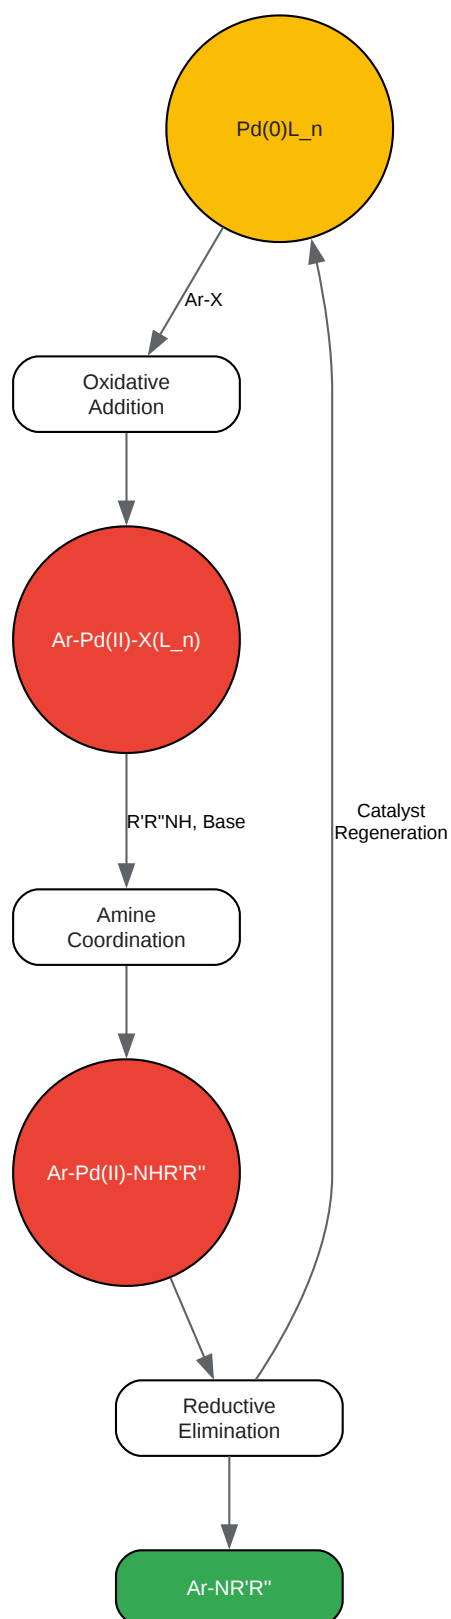 Pd(0)L_n
Ar-X
Oxidative
Addition
Ar-Pd(II)-X(L_n)
R'R"NH, Base
Catalyst
Regeneration
Amine
Coordination
Ar-Pd(II)-NHR'R"
Reductive
Elimination
Ar-NR'R"